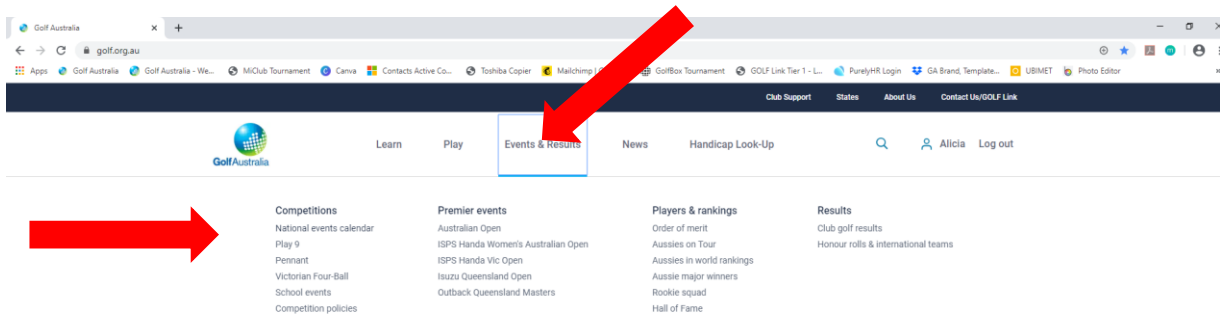 Golf Australia
golf.org.au
Apps Golf Australia Golf Australia - We... MiClub Tournament Canva Contacts Active Co... Toshiba Copier Mailchimp | GolfBox Tournament GOLF Link Tier 1 - L... PurelyHR Login GA Brand, Template... UBIMET Photo Editor
Club Support States About Us Contact Us/GOLF Link
GolfAustralia
Learn Play Events & Results News Handicap Look-Up Alicia Log out
Competitions Premier events Players & rankings Results
National events calendar Australian Open Order of merit Club golf results
Play 9 ISPS Handa Women's Australian Open Aussies on Tour Honour rolls & international teams
Pennant ISPS Handa Vic Open Aussies in world rankings
Victorian Four-Ball Isuzu Queensland Open Aussie major winners
School events Outback Queensland Masters Rookie squad
Competition policies Hall of Fame